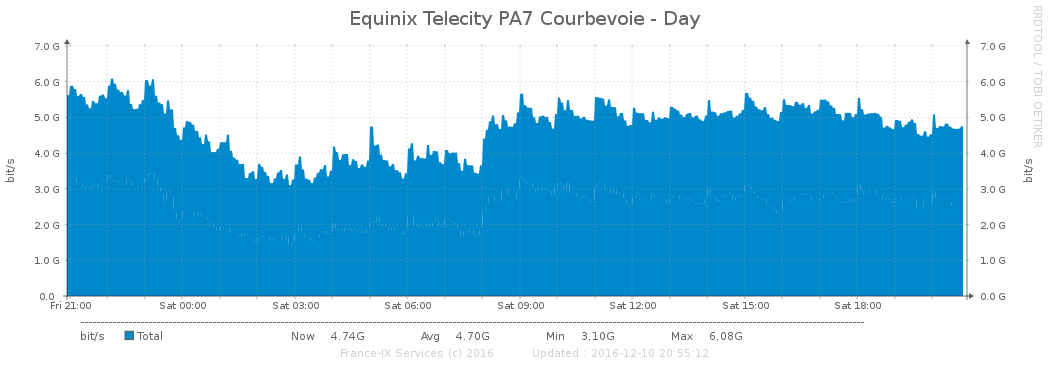 Equinix Telecity PA7 Courbevoie - Day
RRDTOOL / TOBI OETIKER
bit/s
bit/s
7.0 G 7.0 G
6.0 G 6.0 G
5.0 G 5.0 G
4.0 G 4.0 G
3.0 G 3.0 G
2.0 G 2.0 G
1.0 G 1.0 G
0.0 0.0 G
Fri 21:00 Sat 00:00 Sat 03:00 Sat 06:00 Sat 09:00 Sat 12:00 Sat 15:00 Sat 18:00
bit/s Total Now 4.74G Avg 4.70G Min 3.10G Max 6.08G
France-IX Services (c) 2016 Updated : 2016-12-10 20:55:12